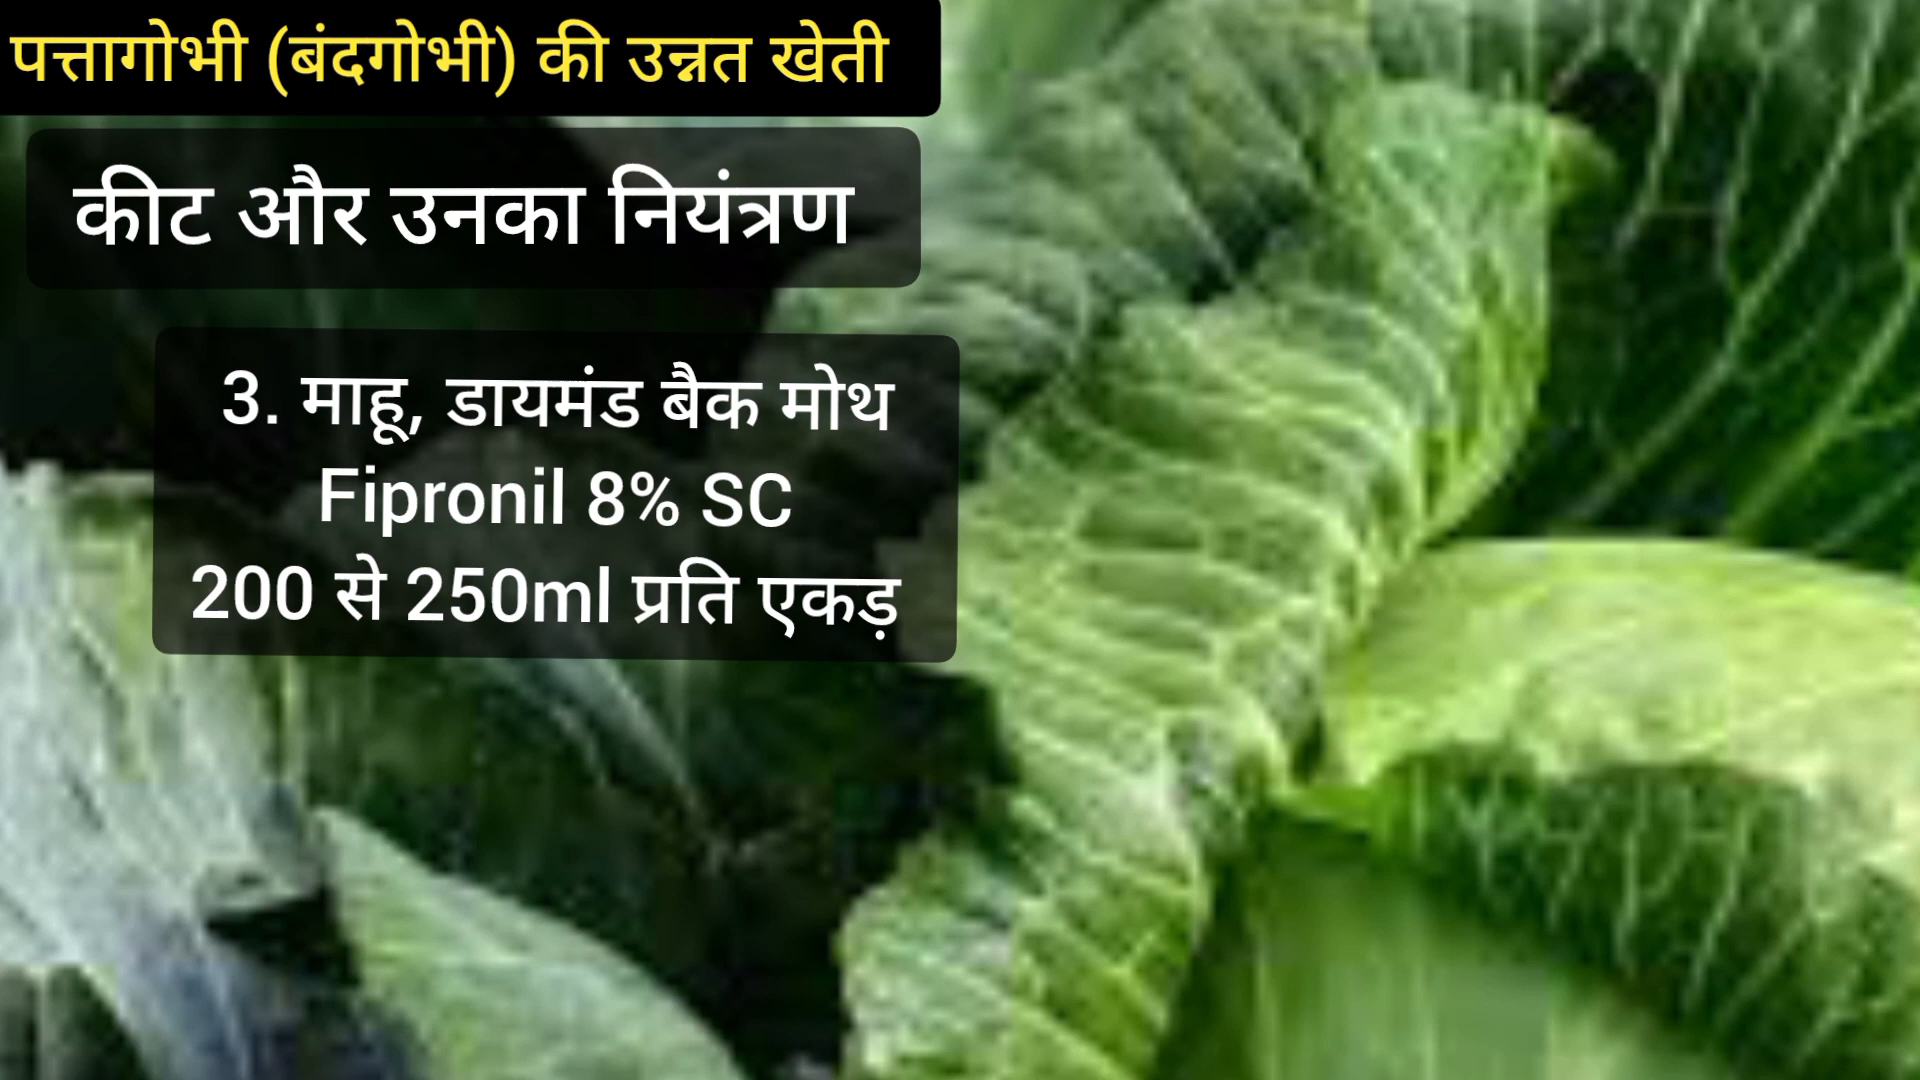 पत्तागोभी (बंदगोभी) की उन्नत खेती
कीट और उनका नियंत्रण
3. माहू, डायमंड बैक मोथ
Fipronil 8% SC
200 से 250ml प्रति एकड़